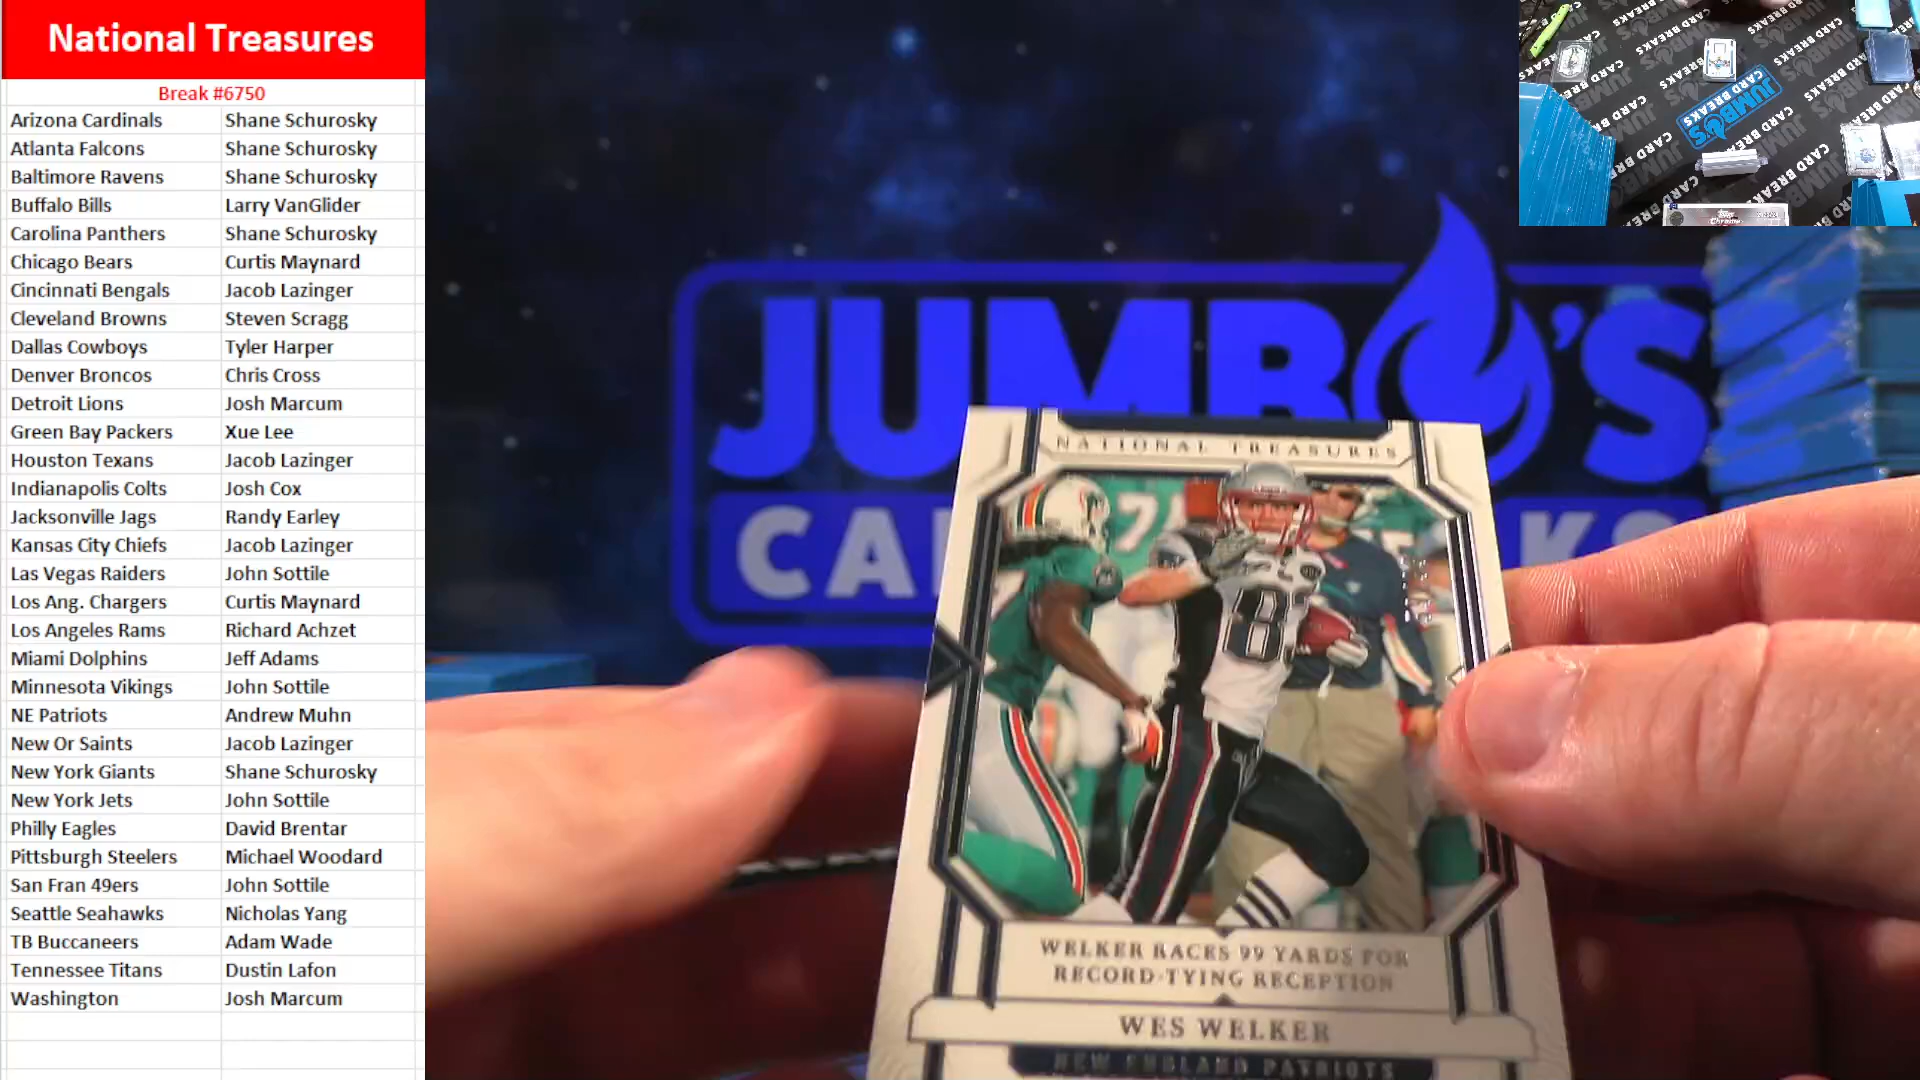 National Treasures
Break #6750
Arizona Cardinals Shane Schurosky
Atlanta Falcons Shane Schurosky
Baltimore Ravens Shane Schurosky
Buffalo Bills Larry VanGlider
Carolina Panthers Shane Schurosky
Chicago Bears Curtis Maynard
Cincinnati Bengals Jacob Lazinger
Cleveland Browns Steven Scragg
Dallas Cowboys Tyler Harper
Denver Broncos Chris Cross
Detroit Lions Josh Marcum
Green Bay Packers Xue Lee
Houston Texans Jacob Lazinger
Indianapolis Colts Josh Cox
Jacksonville Jags Randy Earley
Kansas City Chiefs Jacob Lazinger
Las Vegas Raiders John Sottile
Los Ang. Chargers Curtis Maynard
Los Angeles Rams Richard Achzet
Miami Dolphins Jeff Adams
Minnesota Vikings John Sottile
NE Patriots Andrew Muhn
New Or Saints Jacob Lazinger
New York Giants Shane Schurosky
New York Jets John Sottile
Philly Eagles David Brentar
Pittsburgh Steelers Michael Woodard
San Fran 49ers John Sottile
Seattle Seahawks Nicholas Yang
TB Buccaneers Adam Wade
Tennessee Titans Dustin Lafon
Washington Josh Marcum
JUMBO'S
NATIONAL TREASURES
WELKER RACES 99 YARDS FOR
RECORD-TYING RECEPTION
WES WELKER
NEW ENGLAND PATRIOTS
JUMBO'S
CARD BREAKS